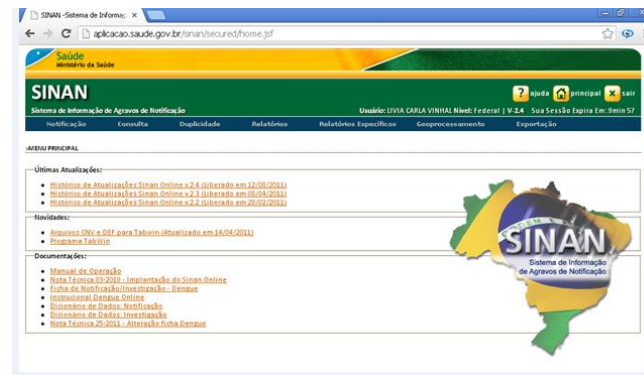 SINAN -Sistema de Informaç
aplicacao.saude.gov.br/sinan/secured/home.jsf
Saúde
Ministério da Saúde
SINAN
ajuda principal sair
Sistema de Informação de Agravos de Notificação
Usuário: LIVIA CARLA VINHAL Nível: Federal | V-2.4 Sua Sessão Expira Em: 9min 57
Notificação Consulta Duplicidade Relatórios Relatórios Específicos Geoprocessamento Exportação
MENU PRINCIPAL
Últimas Atualizações:
Histórico de Atualizações Sinan Online v.2.4 (Liberado em 12/08/2011)
Histórico de Atualizações Sinan Online v.2.3 (Liberado em 08/04/2011)
Histórico de Atualizações Sinan Online v.2.2 (Liberado em 28/02/2011)
Novidades:
Arquivos CNV e DEF para Tabwin (Atualizado em 14/04/2011)
Programa TabWin
Documentações:
Manual de Operação
Nota Técnica 03-2010 - Implantação do Sinan Online
Ficha de Notificação/Investigação - Dengue
Instrucional Dengue Online
Dicionário de Dados: Notificação
Dicionário de Dados: Investigação
Nota Técnica 25-2011 - Alteração Ficha Dengue
SINAN
Sistema de Informação
de Agravos de Notificação